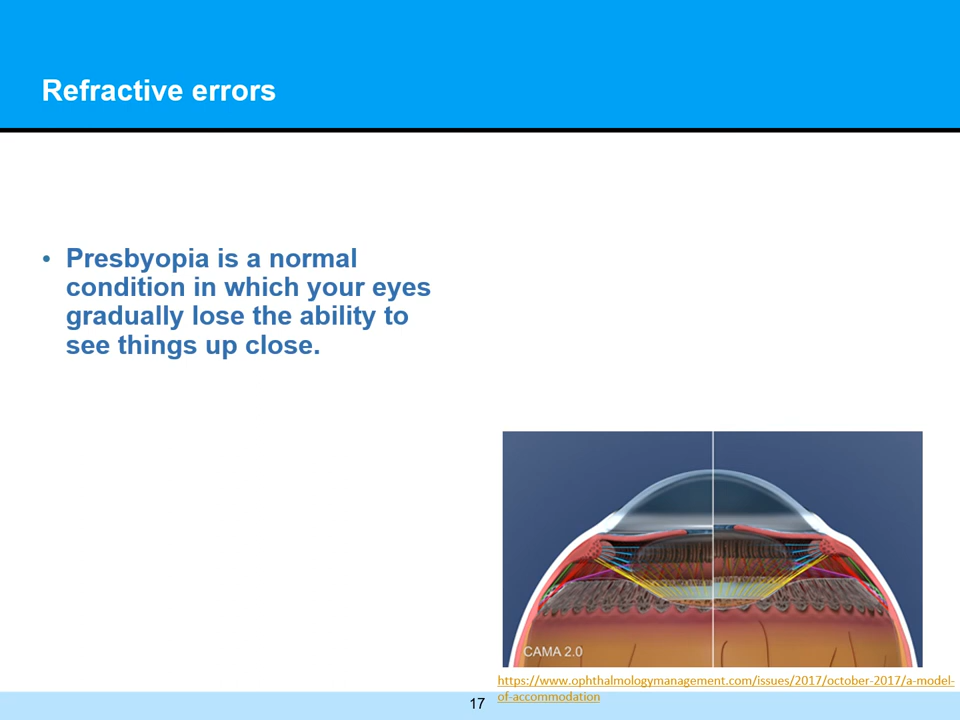 Refractive errors
• Presbyopia is a normal
condition in which your eyes
gradually lose the ability to
see things up close.
CAMA 2.0
https://www.ophthalmologymanagement.com/issues/2017/october-2017/a-model-
of-accommodation
17